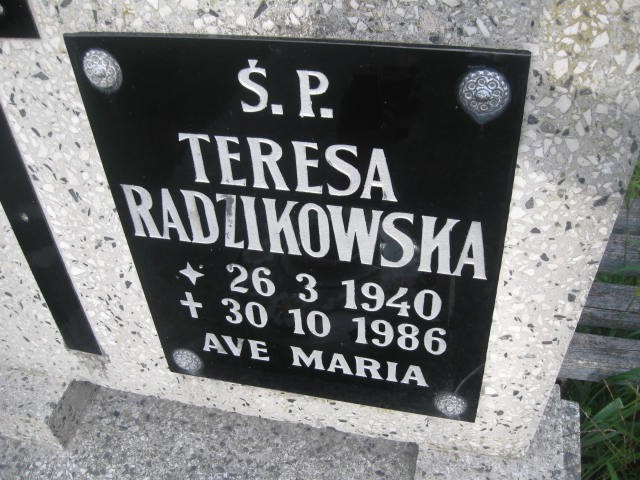 Ś.P.
TERESA
RADZIKOWSKA
26 3 1940
30 10 1986
AVE MARIA